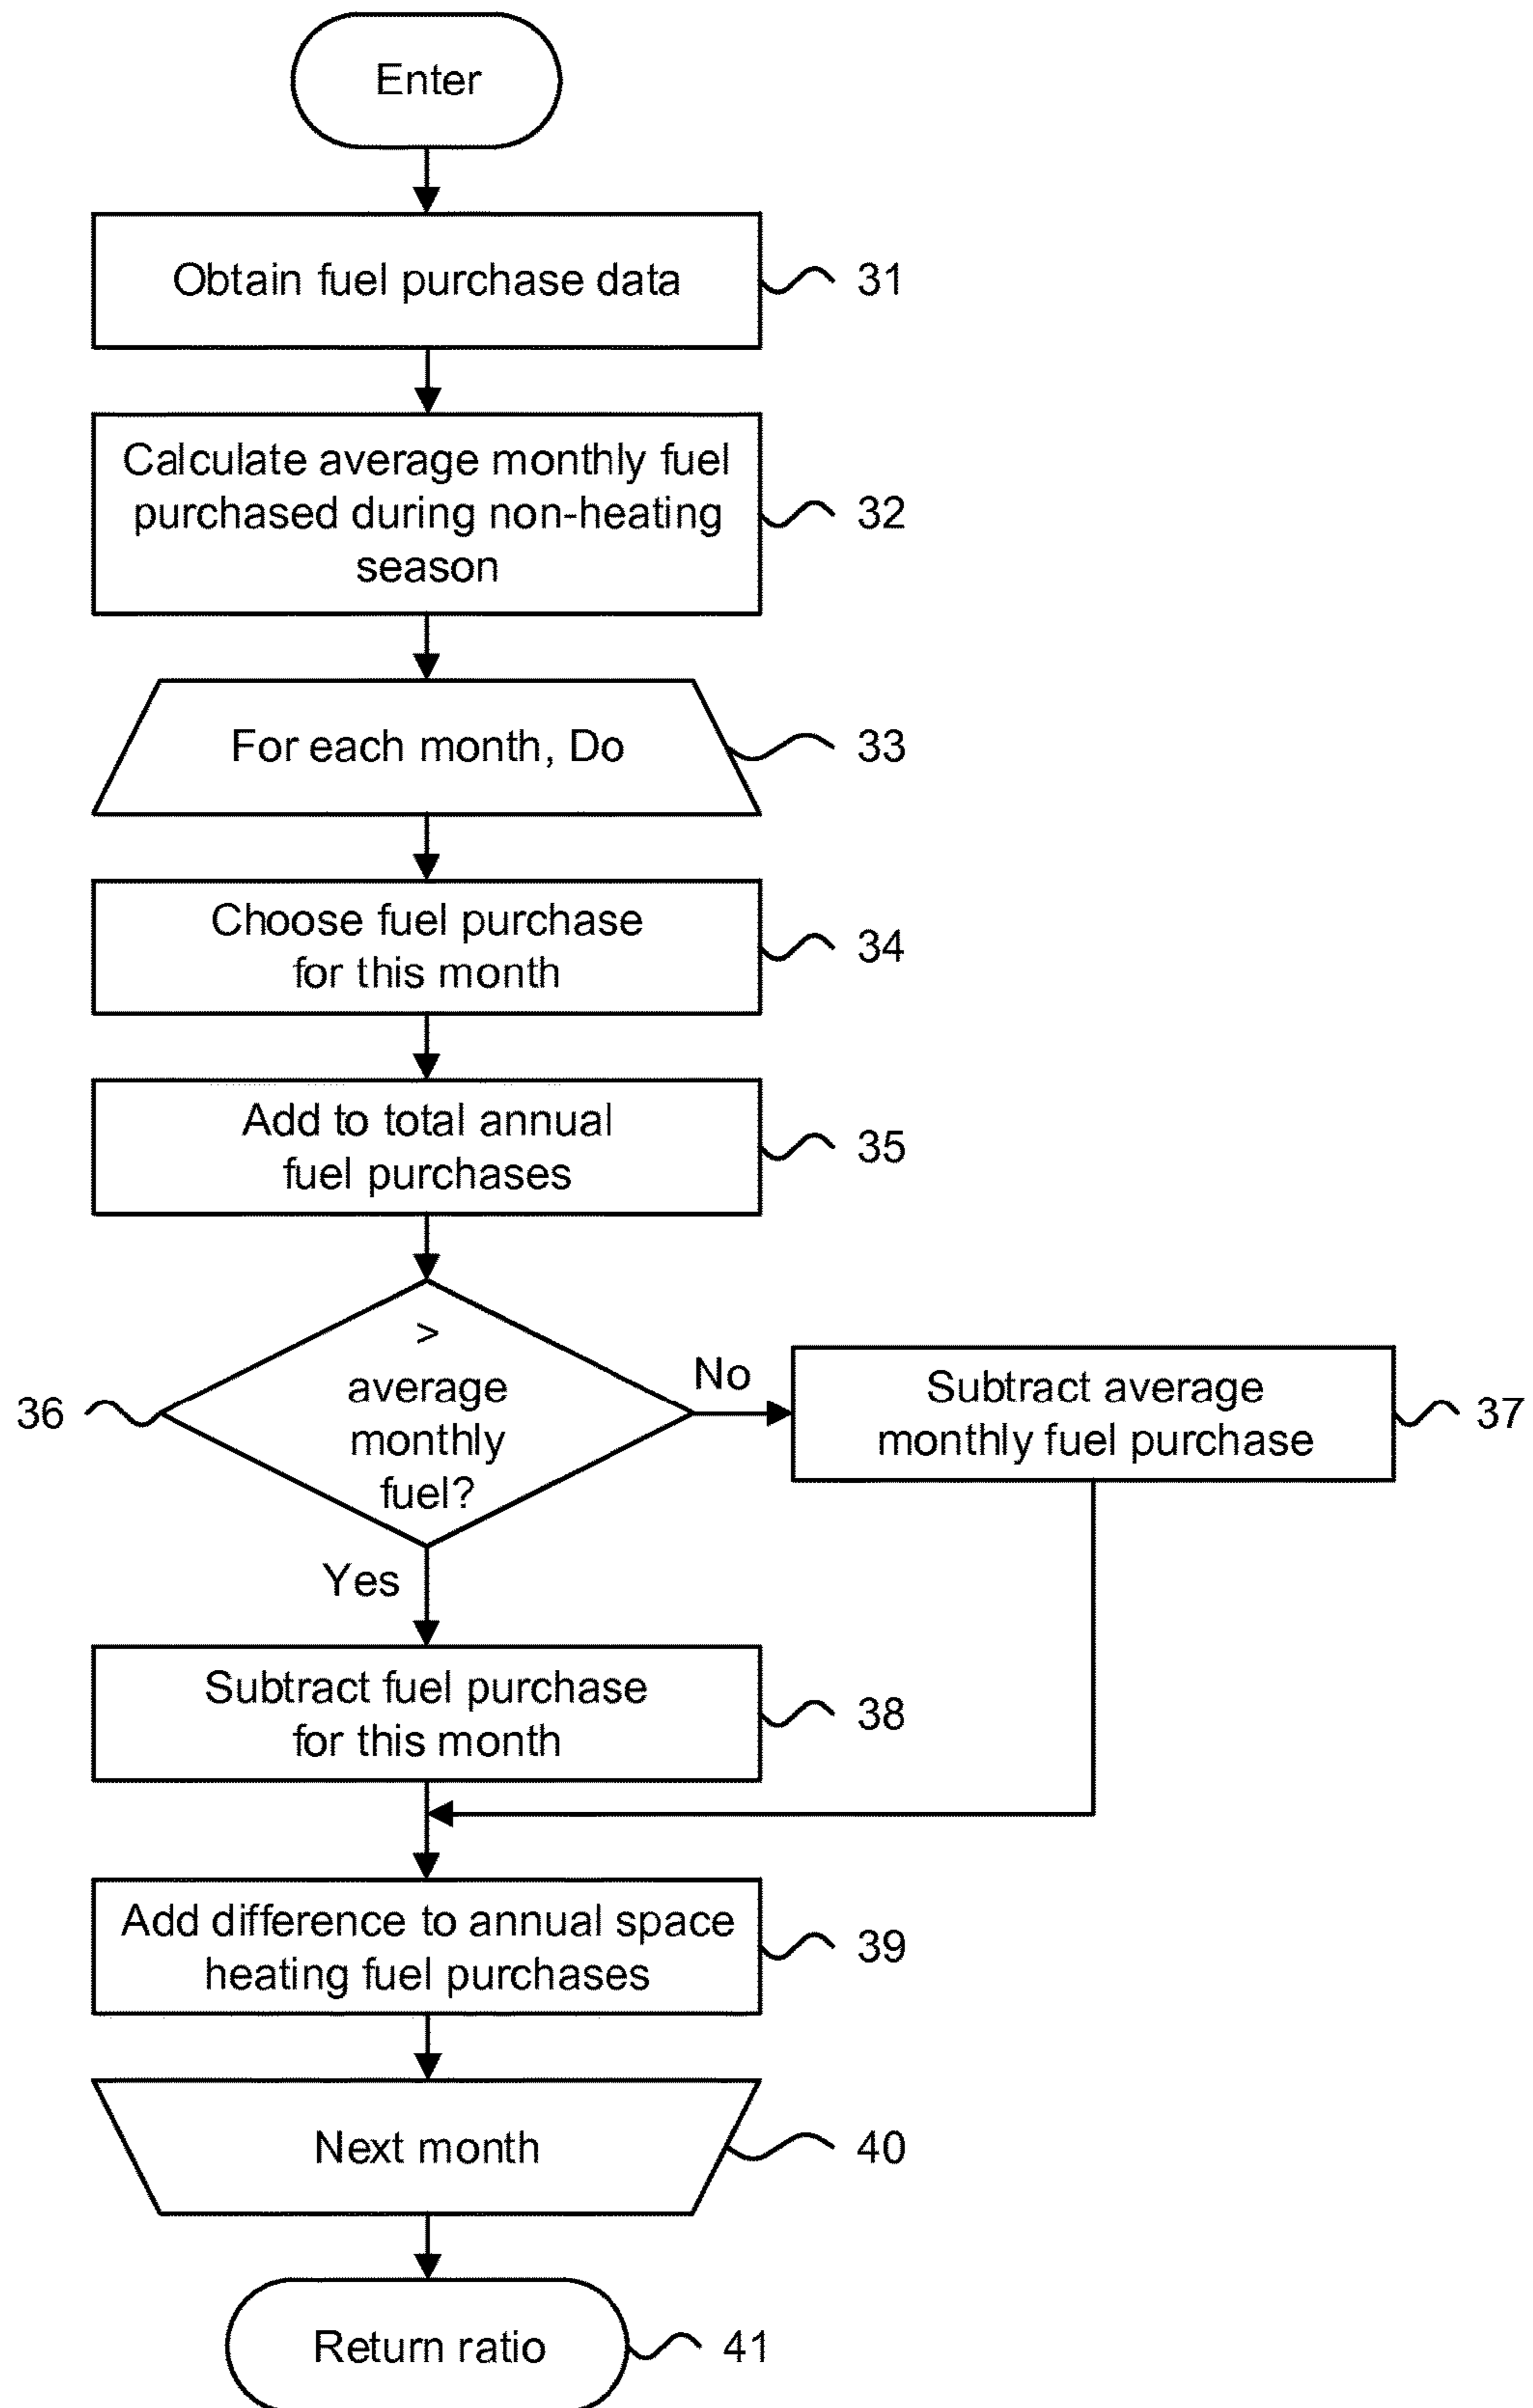 Enter
Obtain fuel purchase data
31
Calculate average monthly fuel
purchased during non-heating
season
32
For each month, Do
33
Choose fuel purchase
for this month
34
Add to total annual
fuel purchases
35
>
average
monthly
fuel?
36
No
Subtract average
monthly fuel purchase
37
Yes
Subtract fuel purchase
for this month
38
Add difference to annual space
heating fuel purchases
39
Next month
40
Return ratio
41